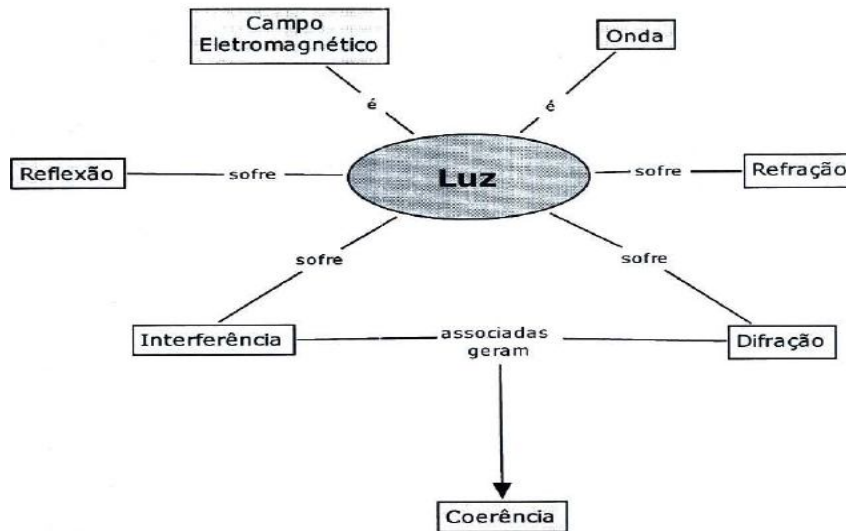 Campo
Eletromagnético
Onda
é
é
Reflexão
sofre
Luz
sofre
Refração
sofre
sofre
Interferência
associadas
geram
Difração
Coerência